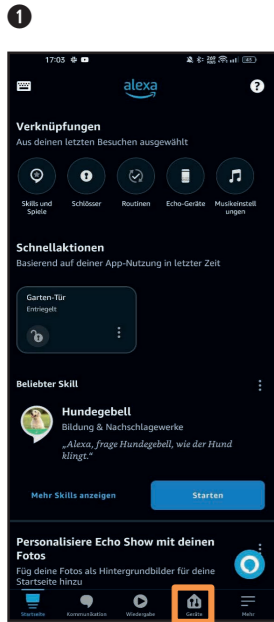 1
17:03
alexa
?
Verknüpfungen
Aus deinen letzten Besuchen ausgewählt
Skills und Spiele
Schlösser
Routinen
Echo-Geräte
Musikeinstellungen
Schnellaktionen
Basierend auf deiner App-Nutzung in letzter Zeit
Garten-Tür
Entriegelt
Beliebter Skill
Hundegebell
Bildung & Nachschlagewerke
„Alexa, frage Hundegebell, wie der Hund
klingt.“
Mehr Skills anzeigen
Starten
Personalisiere Echo Show mit deinen
Fotos
Füg deine Fotos als Hintergrundbilder für deine
Startseite hinzu
Startseite
Kommunikation
Wiedergabe
Geräte
Mehr